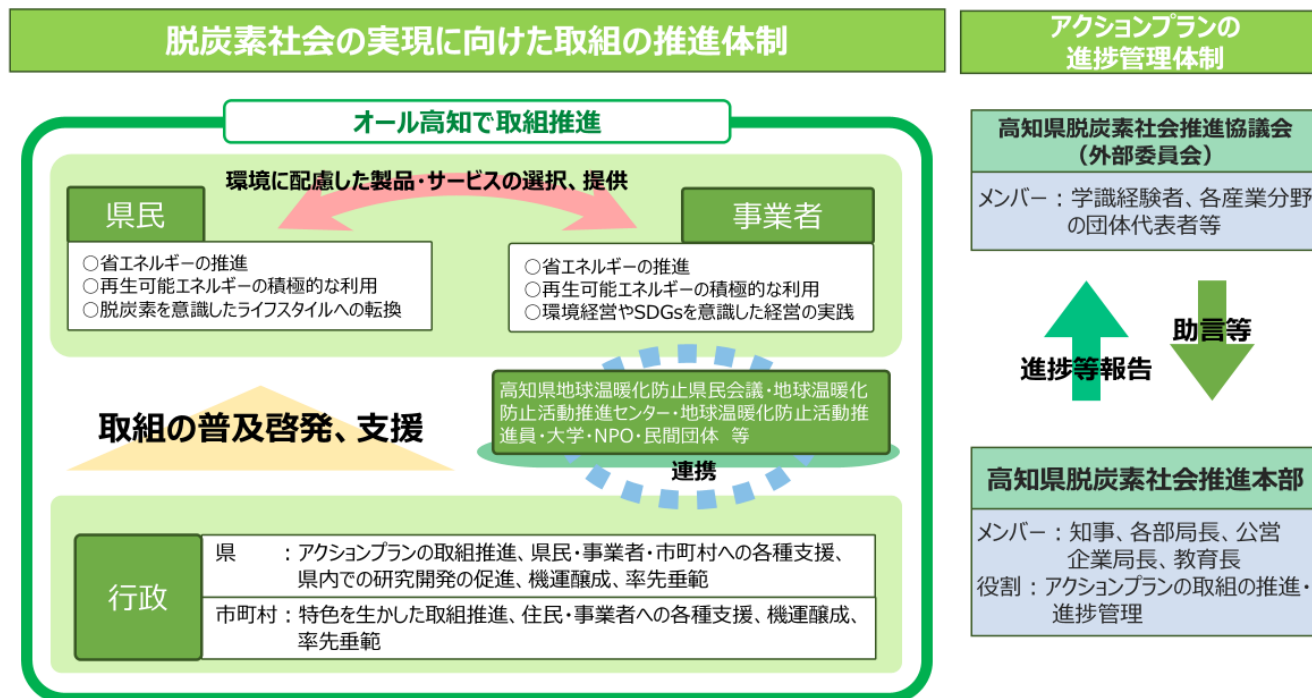 脱炭素社会の実現に向けた取組の推進体制
オール高知で取組推進
環境に配慮した製品・サービスの選択、提供
県民
○省エネルギーの推進
○再生可能エネルギーの積極的な利用
○脱炭素を意識したライフスタイルへの転換
事業者
○省エネルギーの推進
○再生可能エネルギーの積極的な利用
○環境経営やSDGsを意識した経営の実践
取組の普及啓発、支援
高知県地球温暖化防止県民会議・地球温暖化
防止活動推進センター・地球温暖化防止活動推
進員・大学・NPO・民間団体 等
連携
行政
県 :アクションプランの取組推進、県民・事業者・市町村への各種支援、
県内での研究開発の促進、機運醸成、率先垂範
市町村:特色を生かした取組推進、住民・事業者への各種支援、機運醸成、
率先垂範
アクションプランの
進捗管理体制
高知県脱炭素社会推進協議会
(外部委員会)
メンバー:学識経験者、各産業分野
の団体代表者等
進捗等報告
助言等
高知県脱炭素社会推進本部
メンバー:知事、各部局長、公営
企業局長、教育長
役割:アクションプランの取組の推進・
進捗管理